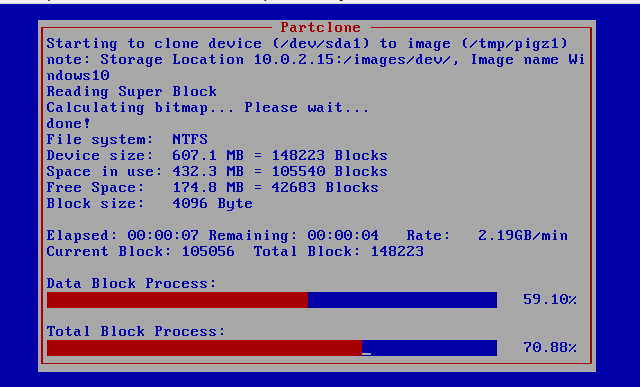 Partclone
Starting to clone device (/dev/sda1) to image (/tmp/pigz1)
note: Storage Location 10.0.2.15:/images/dev/, Image name Wi
ndows10
Reading Super Block
Calculating bitmap... Please wait...
done!
File system:  NTFS
Device size:  607.1 MB = 148223 Blocks
Space in use: 432.3 MB = 105540 Blocks
Free Space:   174.8 MB = 42683 Blocks
Block size:   4096 Byte
Elapsed: 00:00:07 Remaining: 00:00:04   Rate:   2.19GB/min
Current Block: 105056  Total Block: 148223
Data Block Process:
59.10%
Total Block Process:
70.88%